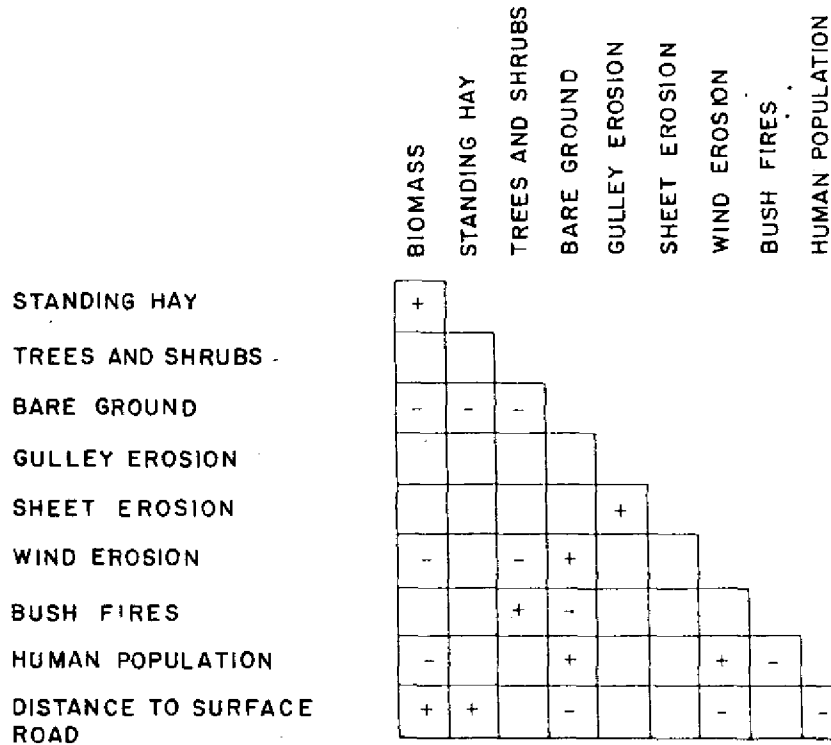 BIOMASS
STANDING HAY
TREES AND SHRUBS
BARE GROUND
GULLEY EROSION
SHEET EROSION
WIND EROSION
BUSH FIRES
HUMAN POPULATION
STANDING HAY +
TREES AND SHRUBS
BARE GROUND - - -
GULLEY EROSION
SHEET EROSION +
WIND EROSION - - +
BUSH FIRES + -
HUMAN POPULATION - + + -
DISTANCE TO SURFACE + + - - -
ROAD